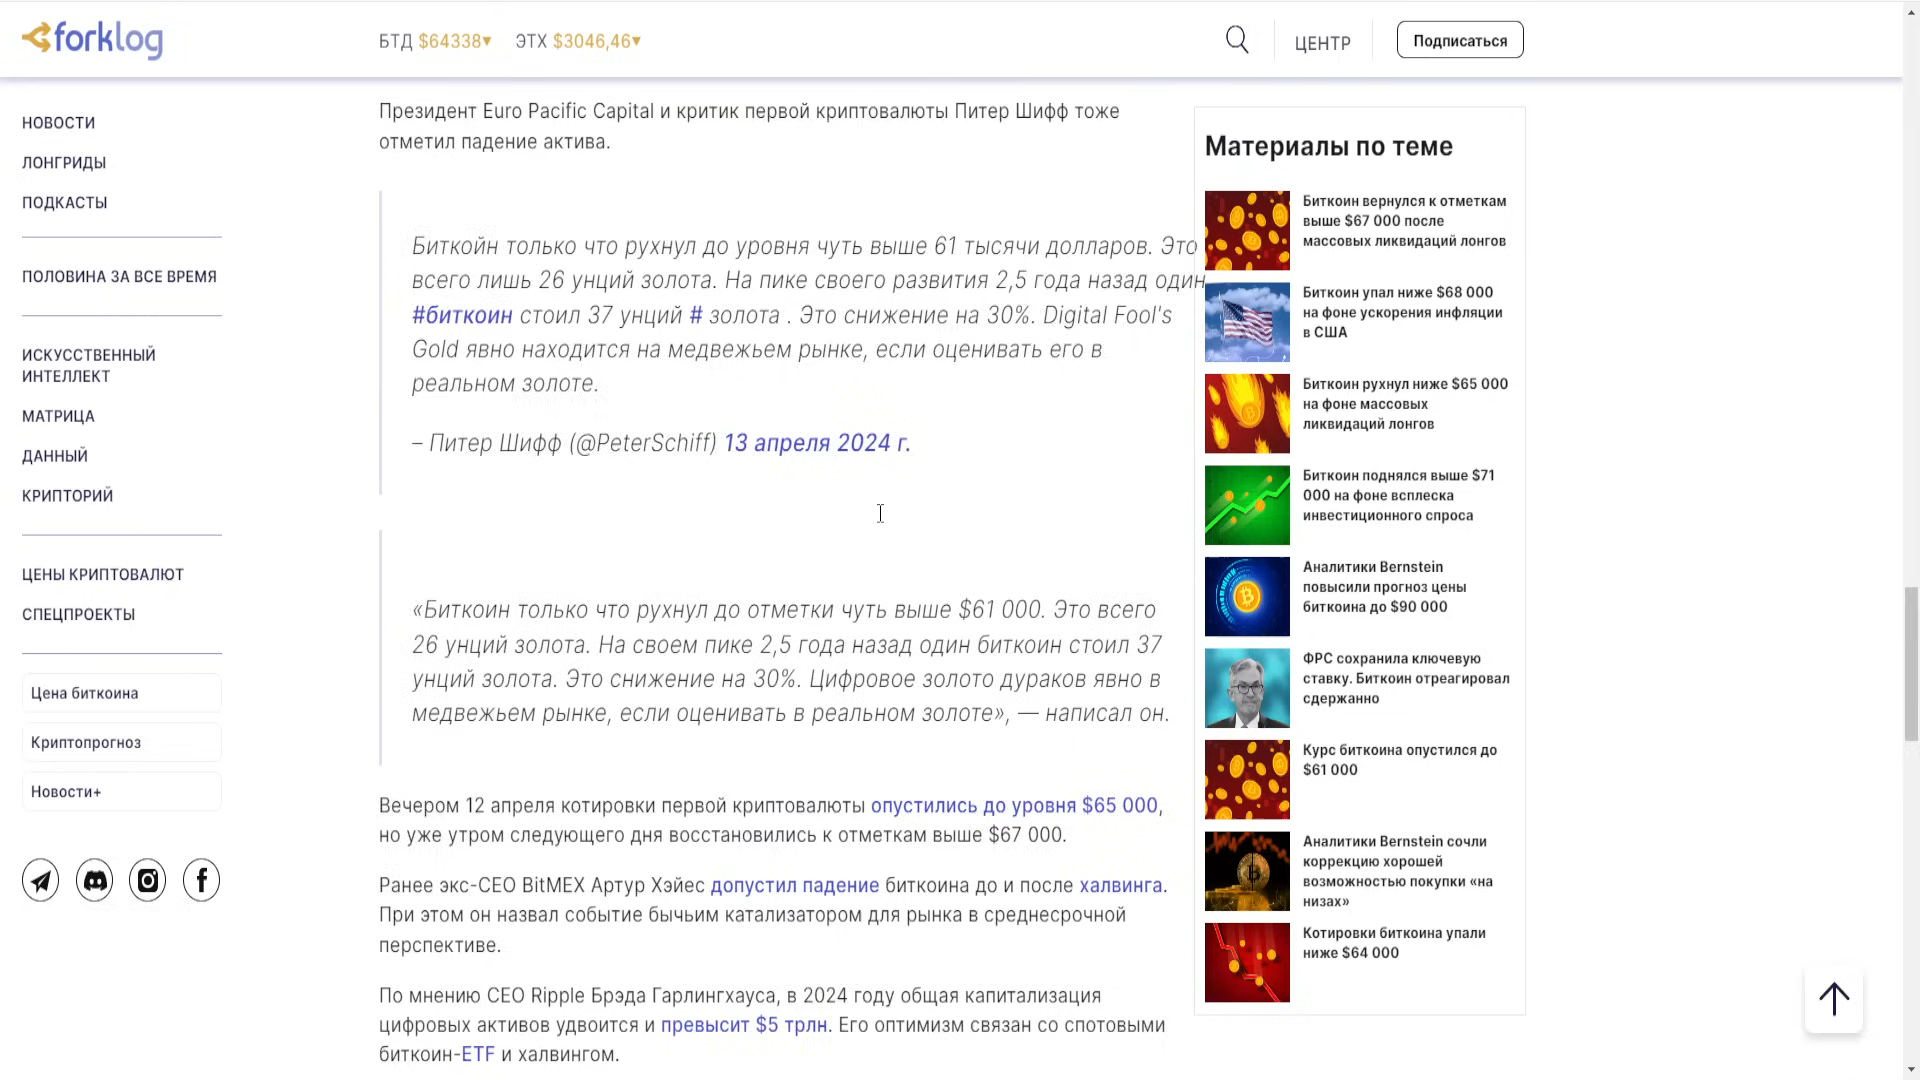 forklog
БТД $64338▾ ЭТХ $3046,46▾
ЦЕНТР
Подписаться
НОВОСТИ
ЛОНГРИДЫ
ПОДКАСТЫ
ПОЛОВИНА ЗА ВСЕ ВРЕМЯ
ИСКУССТВЕННЫЙ
ИНТЕЛЛЕКТ
МАТРИЦА
ДАННЫЙ
КРИПТОРИЙ
ЦЕНЫ КРИПТОВАЛЮТ
СПЕЦПРОЕКТЫ
Цена биткоина
Криптопрогноз
Новости+
Президент Euro Pacific Capital и критик первой криптовалюты Питер Шифф тоже
отметил падение актива.
Биткойн только что рухнул до уровня чуть выше 61 тысячи долларов. Это
всего лишь 26 унций золота. На пике своего развития 2,5 года назад один
#биткоин стоил 37 унций # золота . Это снижение на 30%. Digital Fool's
Gold явно находится на медвежьем рынке, если оценивать его в
реальном золоте.
– Питер Шифф (@PeterSchiff) 13 апреля 2024 г.
«Биткоин только что рухнул до отметки чуть выше $61 000. Это всего
26 унций золота. На своем пике 2,5 года назад один биткоин стоил 37
унций золота. Это снижение на 30%. Цифровое золото дураков явно в
медвежьем рынке, если оценивать в реальном золоте», — написал он.
Вечером 12 апреля котировки первой криптовалюты опустились до уровня $65 000,
но уже утром следующего дня восстановились к отметкам выше $67 000.
Ранее экс-CEO BitMEX Артур Хэйес допустил падение биткоина до и после халвинга.
При этом он назвал событие бычьим катализатором для рынка в среднесрочной
перспективе.
По мнению CEO Ripple Брэда Гарлингхауса, в 2024 году общая капитализация
цифровых активов удвоится и превысит $5 трлн. Его оптимизм связан со спотовыми
биткоин-ETF и халвингом.
Материалы по теме
Биткоин вернулся к отметкам
выше $67 000 после
массовых ликвидаций лонгов
Биткоин упал ниже $68 000
на фоне ускорения инфляции
в США
Биткоин рухнул ниже $65 000
на фоне массовых
ликвидаций лонгов
Биткоин поднялся выше $71
000 на фоне всплеска
инвестиционного спроса
Аналитики Bernstein
повысили прогноз цены
биткоина до $90 000
ФРС сохранила ключевую
ставку. Биткоин отреагировал
сдержанно
Курс биткоина опустился до
$61 000
Аналитики Bernstein сочли
коррекцию хорошей
возможностью покупки «на
низах»
Котировки биткоина упали
ниже $64 000